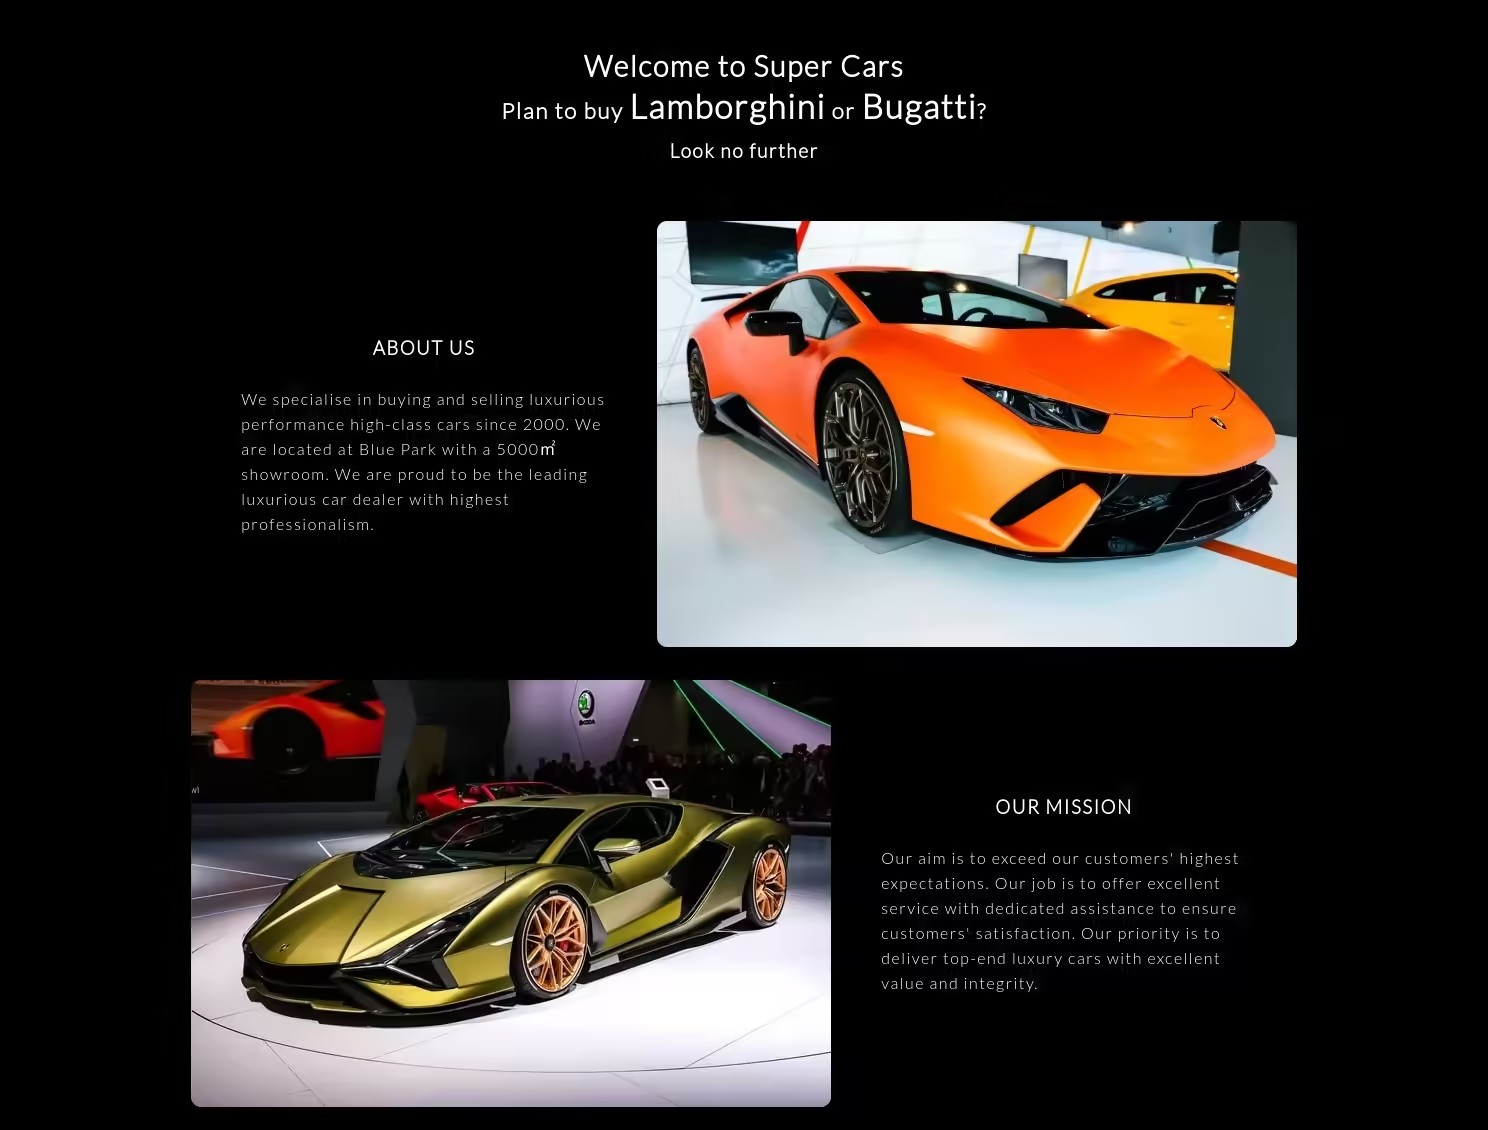 Welcome to Super Cars
Plan to buy Lamborghini or Bugatti?
Look no further
ABOUT US
We specialise in buying and selling luxurious
performance high-class cars since 2000. We
are located at Blue Park with a 5000㎡
showroom. We are proud to be the leading
luxurious car dealer with highest
professionalism.
SKODA
OUR MISSION
Our aim is to exceed our customers' highest
expectations. Our job is to offer excellent
service with dedicated assistance to ensure
customers' satisfaction. Our priority is to
deliver top-end luxury cars with excellent
value and integrity.